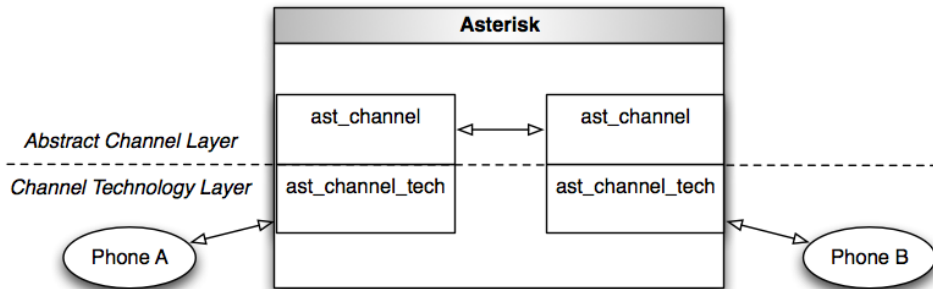 Asterisk
ast_channel
ast_channel
Abstract Channel Layer
Channel Technology Layer
ast_channel_tech
ast_channel_tech
Phone A
Phone B